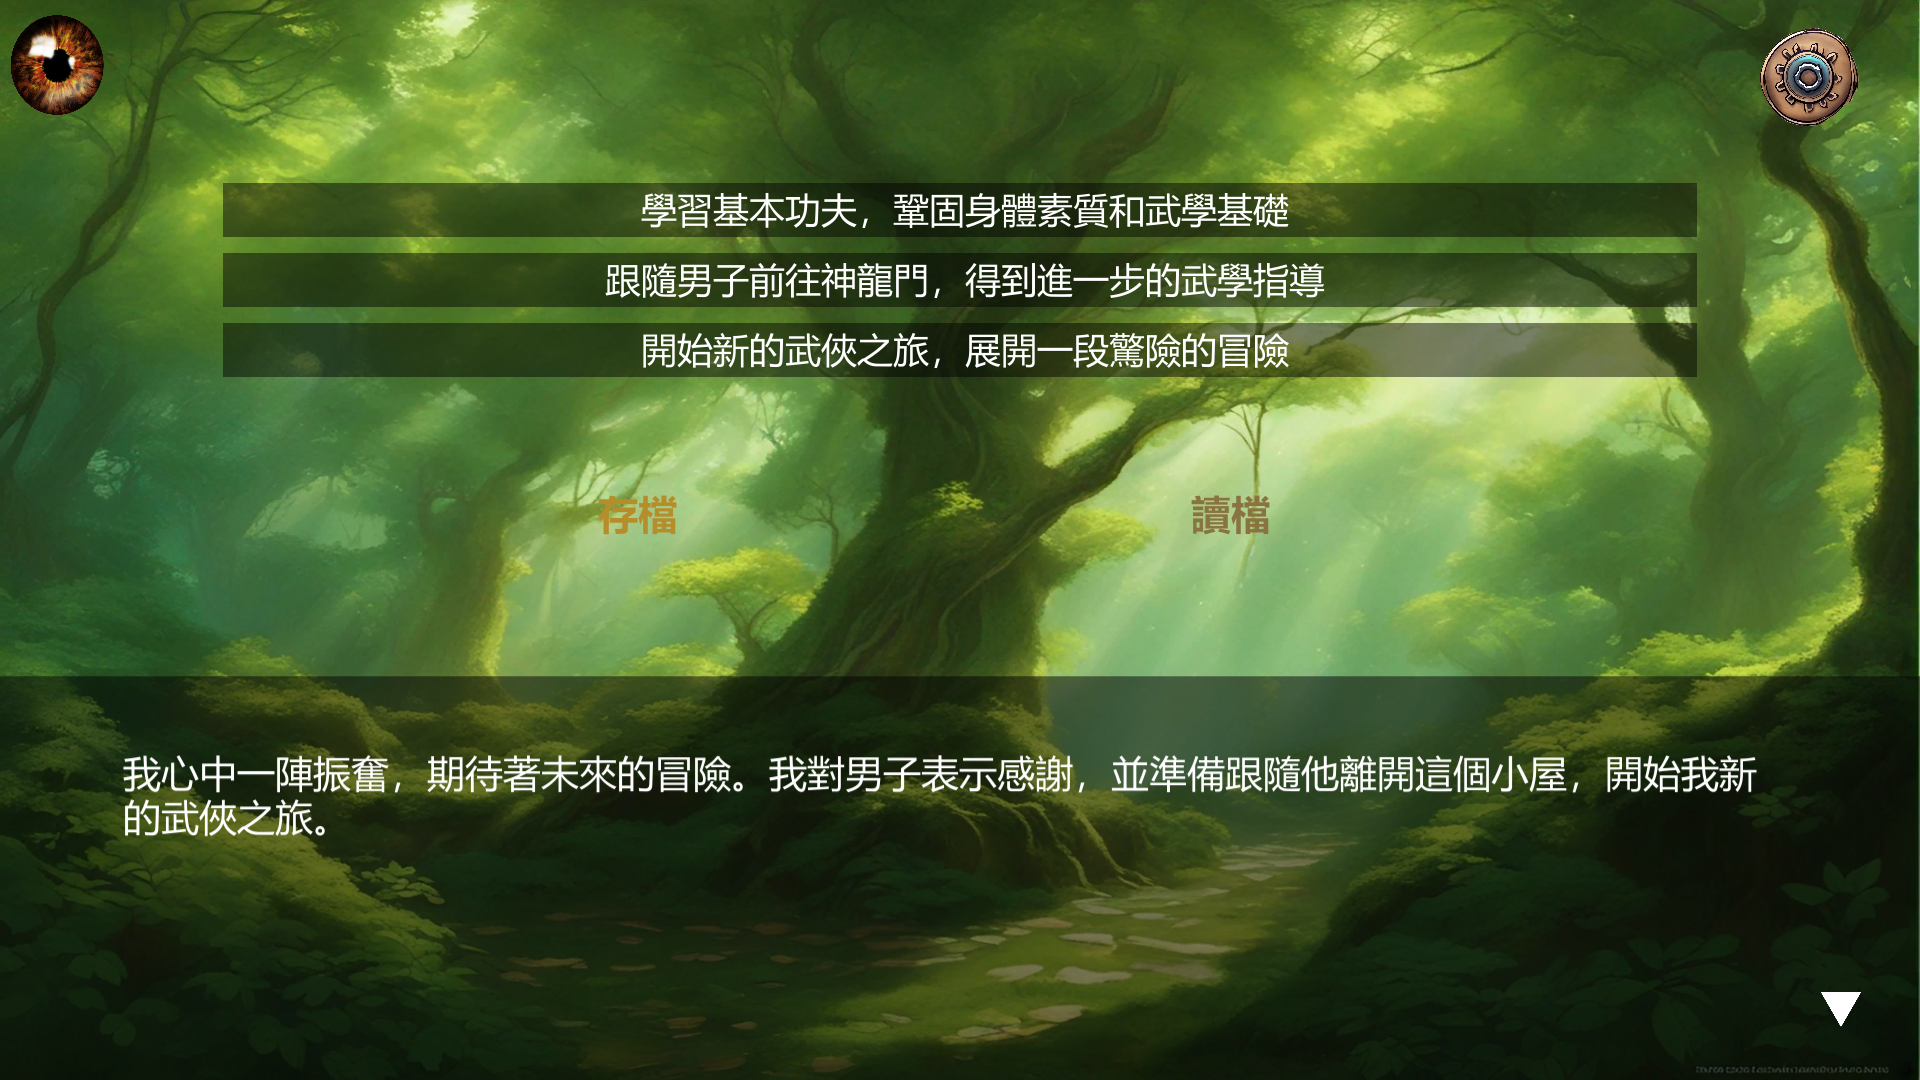 學習基本功夫，鞏固身體素質和武學基礎
跟隨男子前往神龍門，得到進一步的武學指導
開始新的武俠之旅，展開一段驚險的冒險
存檔
讀檔
我心中一陣振奮，期待著未來的冒險。我對男子表示感謝，並準備跟隨他離開這個小屋，開始我新
的武俠之旅。